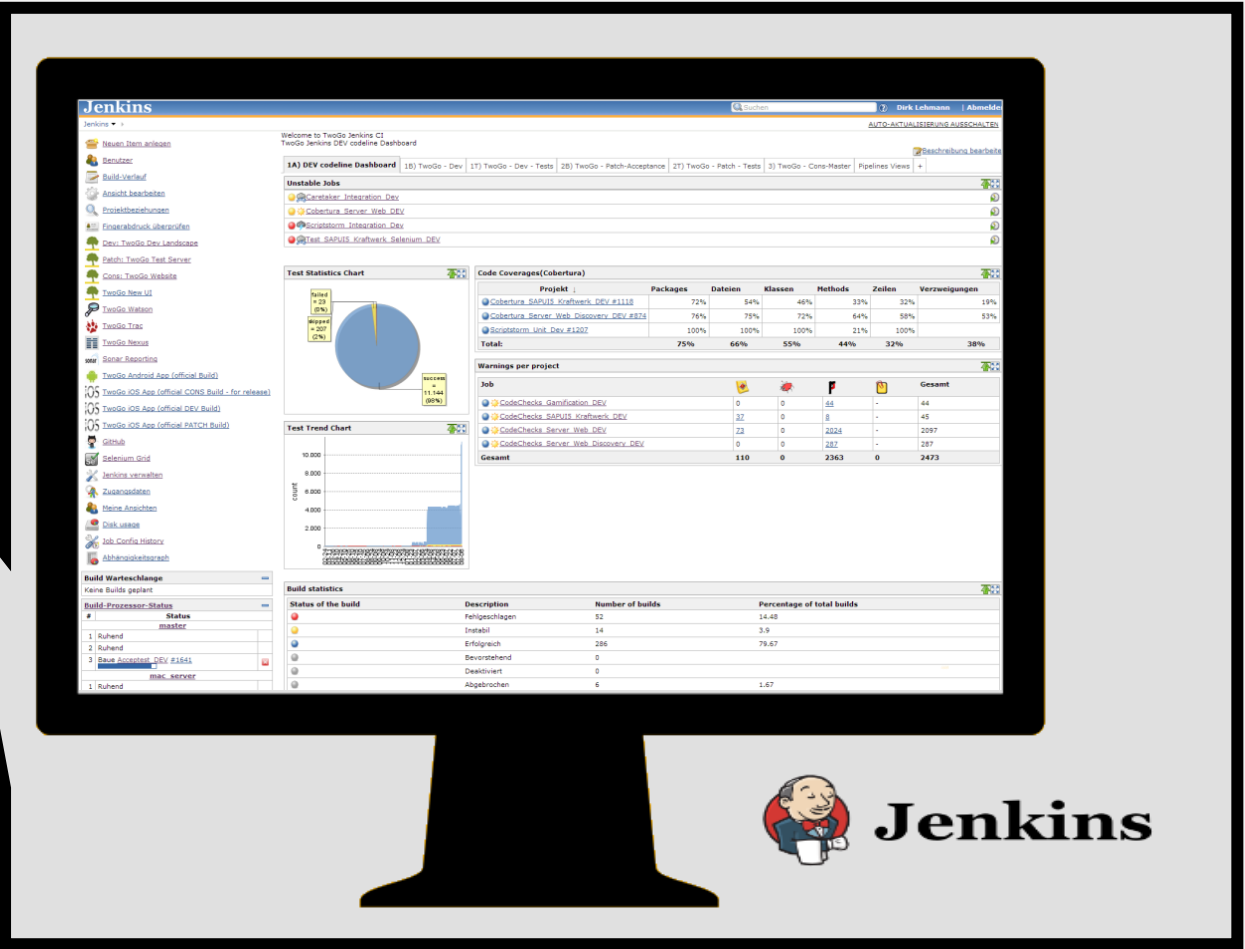 Jenkins
Suchen
Dirk Lehmann | Abmelde
Jenkins
AUTO-AKTUALISIERUNG AUSSCHALTEN
Neuen Item anlegen
Benutzer
Build-Verlauf
Ansicht bearbeiten
Projektbeziehungen
Fingerabdruck überprüfen
Dev: TwoGo Dev Landscape
Patch: TwoGo Test Server
Cons: TwoGo Website
TwoGo New UI
TwoGo Watson
TwoGo Trac
TwoGo Nexus
sonar Sonar Reporting
TwoGo Android App (official Build)
iOS TwoGo iOS App (official CONS Build - for release)
iOS TwoGo iOS App (official DEV Build)
iOS TwoGo iOS App (official PATCH Build)
GitHub
Selenium Grid
Jenkins verwalten
Zugangsdaten
Meine Ansichten
Disk usage
Job Config History
Abhängigkeitsgraph
Build Warteschlange
Keine Builds geplant
Build-Prozessor-Status
# Status
master
1 Ruhend
2 Ruhend
3 Baue Acceptest_DEV #1641
mac_server
1 Ruhend
Welcome to TwoGo Jenkins CI
TwoGo Jenkins DEV codeline Dashboard
Beschreibung bearbeite
1A) DEV codeline Dashboard 1B) TwoGo - Dev 1T) TwoGo - Dev - Tests 2B) TwoGo - Patch-Acceptance 2T) TwoGo - Patch - Tests 3) TwoGo - Cons-Master Pipelines Views +
Unstable Jobs
Caretaker_Integration_Dev
Cobertura_Server_Web_DEV
Scriptstorm_Integration_Dev
Test_SAPUI5_Kraftwerk_Selenium_DEV
Test Statistics Chart
failed
= 23
(0%)
skipped
= 207
(2%)
success
=
11.144
(98%)
Test Trend Chart
10.000
8.000
6.000
4.000
2.000
0
count
Code Coverages(Cobertura)
Projekt ↓ Packages Dateien Klassen Methods Zeilen Verzweigungen
Cobertura_SAPUI5_Kraftwerk_DEV #1118 72% 54% 46% 33% 32% 19%
Cobertura_Server_Web_Discovery_DEV #874 76% 75% 72% 64% 58% 53%
Scriptstorm_Unit_Dev #1207 100% 100% 100% 21% 100%
Total: 75% 66% 55% 44% 32% 38%
Warnings per project
Job Gesamt
CodeChecks_Gamification_DEV 0 0 44 - 44
CodeChecks_SAPUI5_Kraftwerk_DEV 37 0 8 - 45
CodeChecks_Server_Web_DEV 73 0 2024 - 2097
CodeChecks_Server_Web_Discovery_DEV 0 0 287 - 287
Gesamt 110 0 2363 0 2473
Build statistics
Status of the build Description Number of builds Percentage of total builds
Fehlgeschlagen 52 14.48
Instabil 14 3.9
Erfolgreich 286 79.67
Bevorstehend 0
Deaktiviert 0
Abgebrochen 6 1.67
Jenkins